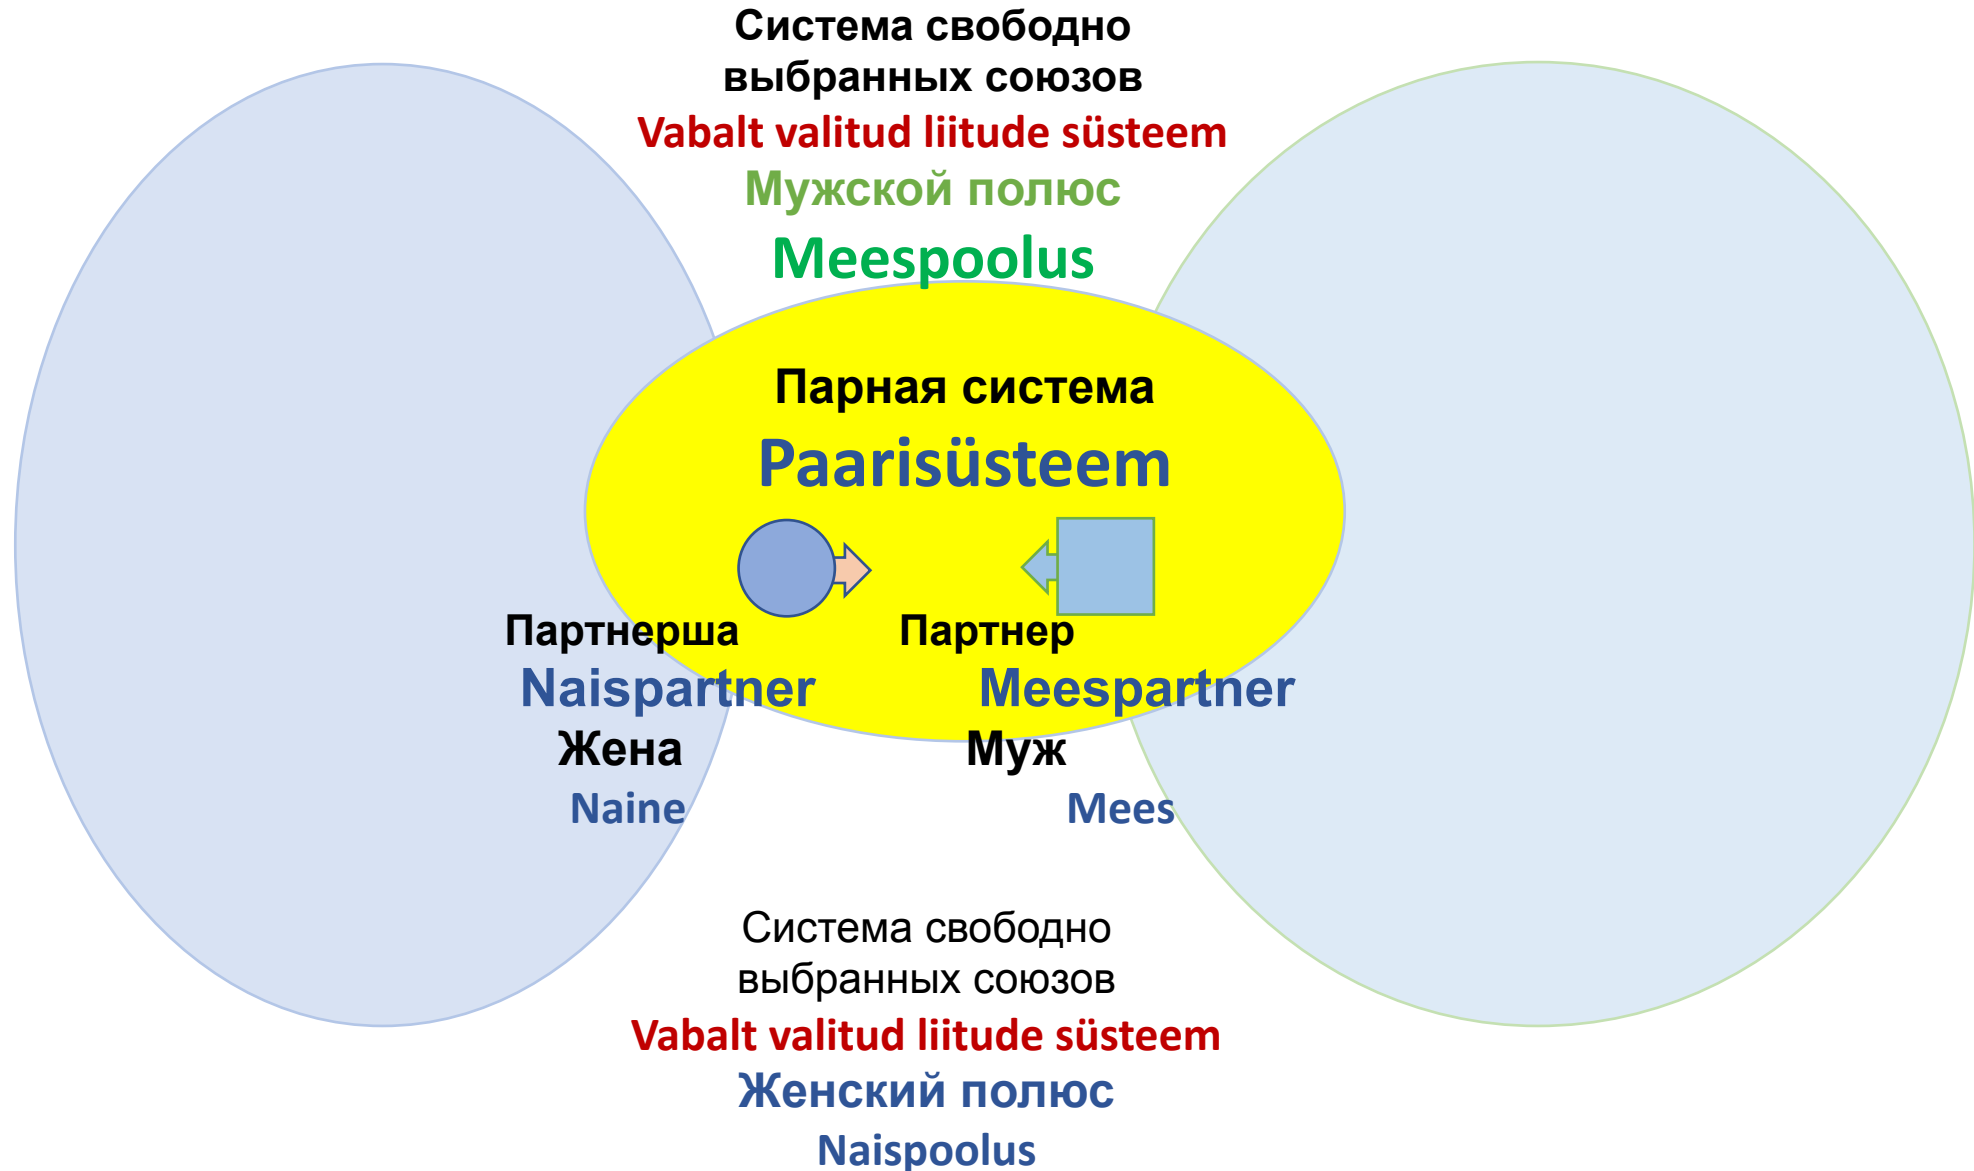 Система свободно
выбранных союзов
Vabalt valitud liitude süsteem
Мужской полюс
Meespoolus
Парная система
Paarisüsteem
Партнерша
Партнер
Naispartner
Meespartner
Жена
Муж
Naine
Mees
Система свободно
выбранных союзов
Vabalt valitud liitude süsteem
Женский полюс
Naispoolus